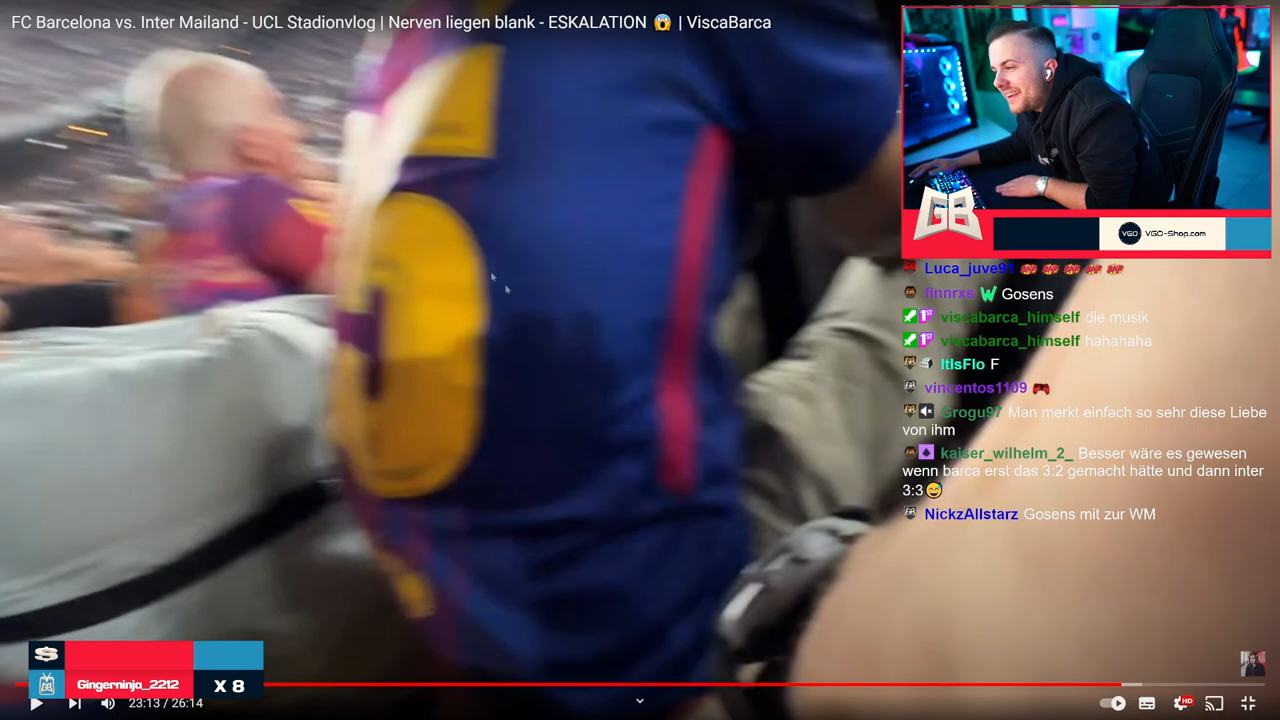 FC Barcelona vs. Inter Mailand - UCL Stadionvlog | Nerven liegen blank - ESKALATION 😱 | ViscaBarca
GB
VGO VGO-Shop.com
Luca_juve91
finnrxs W Gosens
viscabarca_himself die musik
viscabarca_himself hahahaha
ItIsFlo F
vincentos1109
Grogu97 Man merkt einfach so sehr diese Liebe
von ihm
kaiser_wilhelm_2_ Besser wäre es gewesen
wenn barca erst das 3:2 gemacht hätte und dann inter
3:3😅
NickzAllstarz Gosens mit zur WM
Gingerninja_2212 X 8
23:13 / 26:14
HD